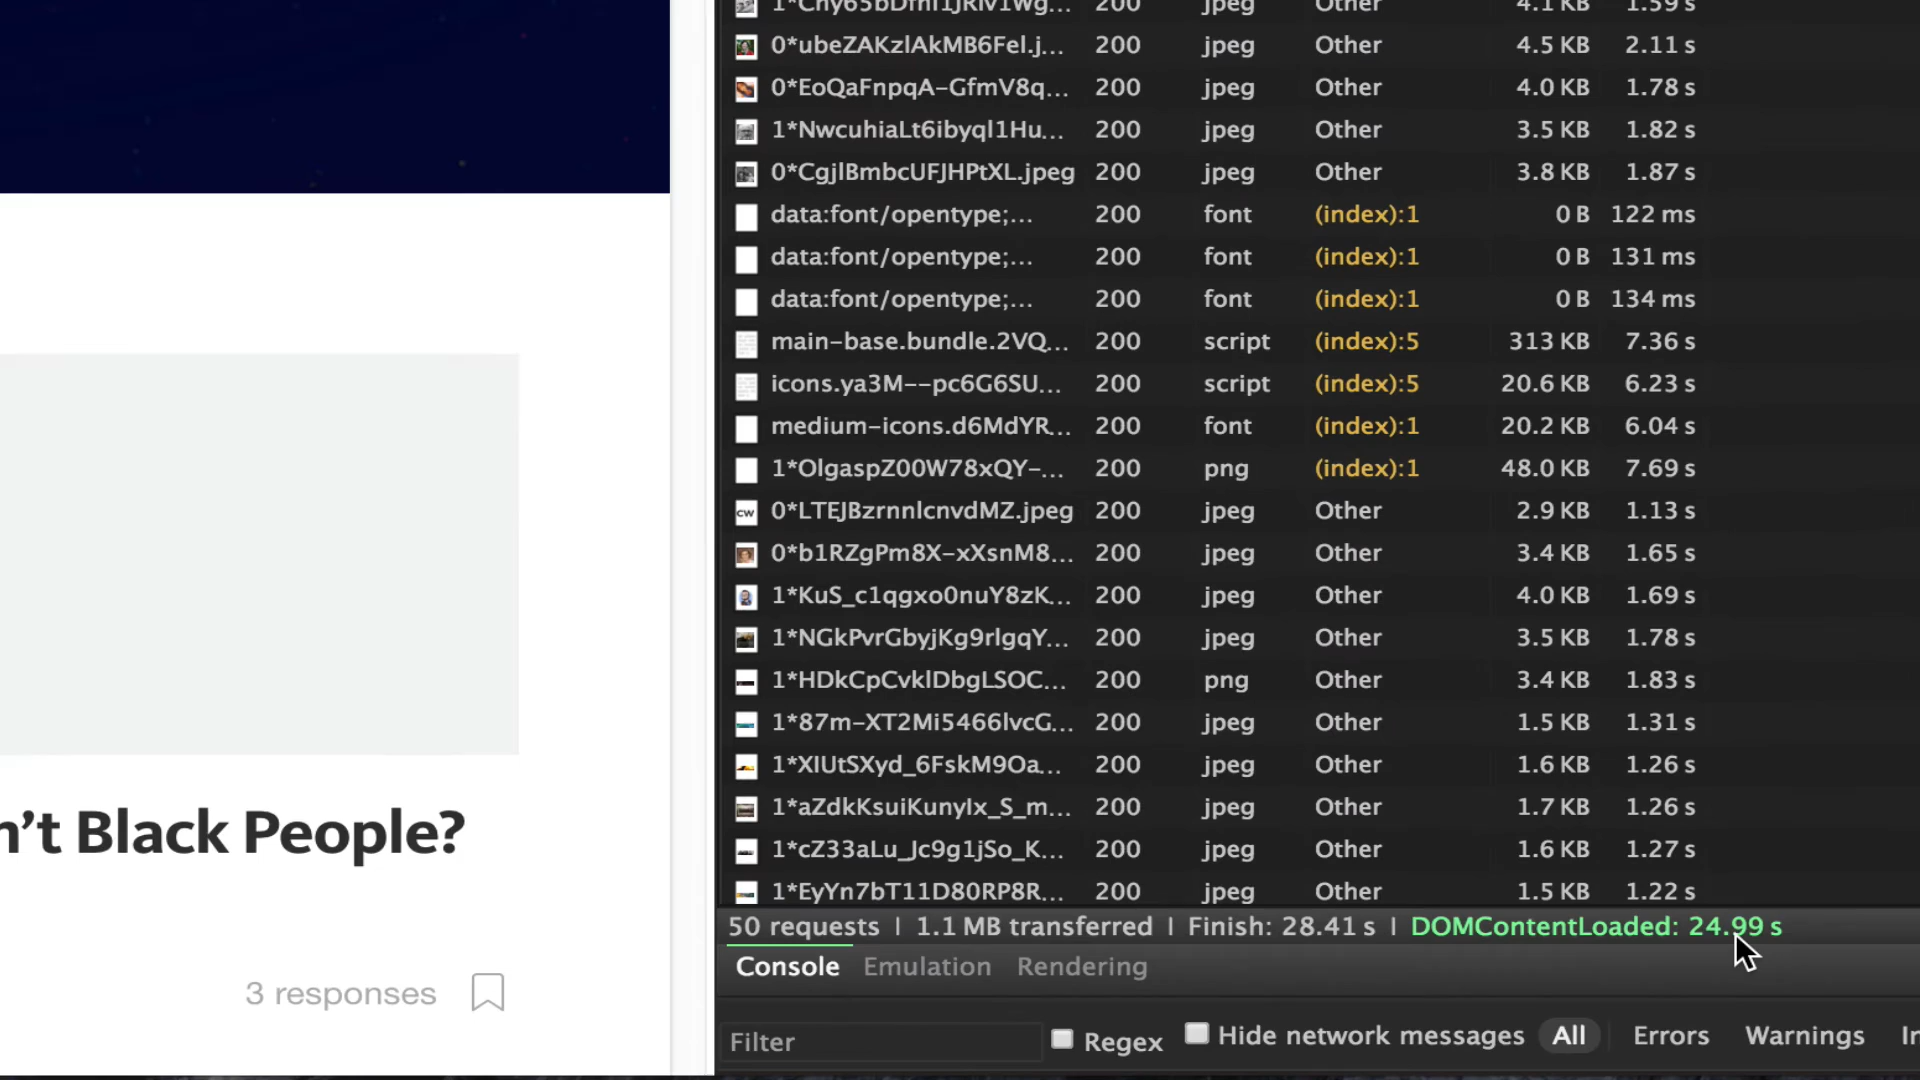 1*Chy65bDfnI1JRlv1Wg... 200 jpeg Other 4.1 KB 1.59 s
0*ubeZAKzlAkMB6Fel.j... 200 jpeg Other 4.5 KB 2.11 s
0*EoQaFnpqA-GfmV8q... 200 jpeg Other 4.0 KB 1.78 s
1*NwcuhiaLt6ibyql1Hu... 200 jpeg Other 3.5 KB 1.82 s
0*CgjlBmbcUFJHPtXL.jpeg 200 jpeg Other 3.8 KB 1.87 s
data:font/opentype;... 200 font (index):1 0 B 122 ms
data:font/opentype;... 200 font (index):1 0 B 131 ms
data:font/opentype;... 200 font (index):1 0 B 134 ms
main-base.bundle.2VQ... 200 script (index):5 313 KB 7.36 s
icons.ya3M--pc6G6SU... 200 script (index):5 20.6 KB 6.23 s
medium-icons.d6MdYR... 200 font (index):1 20.2 KB 6.04 s
1*OlgaspZ00W78xQY-... 200 png (index):1 48.0 KB 7.69 s
cw 0*LTEJBzrnnlcnvdMZ.jpeg 200 jpeg Other 2.9 KB 1.13 s
0*b1RZgPm8X-xXsnM8... 200 jpeg Other 3.4 KB 1.65 s
1*KuS_c1qgxo0nuY8zK... 200 jpeg Other 4.0 KB 1.69 s
1*NGkPvrGbyjKg9rlgqY... 200 jpeg Other 3.5 KB 1.78 s
1*HDkCpCvklDbgLSOC... 200 png Other 3.4 KB 1.83 s
1*87m-XT2Mi5466lvcG... 200 jpeg Other 1.5 KB 1.31 s
1*XIUtSXyd_6FskM9Oa... 200 jpeg Other 1.6 KB 1.26 s
1*aZdkKsuiKunylx_S_m... 200 jpeg Other 1.7 KB 1.26 s
1*cZ33aLu_Jc9g1jSo_K... 200 jpeg Other 1.6 KB 1.27 s
1*EyYn7bT11D80RP8R... 200 jpeg Other 1.5 KB 1.22 s
50 requests | 1.1 MB transferred | Finish: 28.41 s | DOMContentLoaded: 24.99 s
Console Emulation Rendering
Filter Regex Hide network messages All Errors Warnings
n't Black People?
3 responses